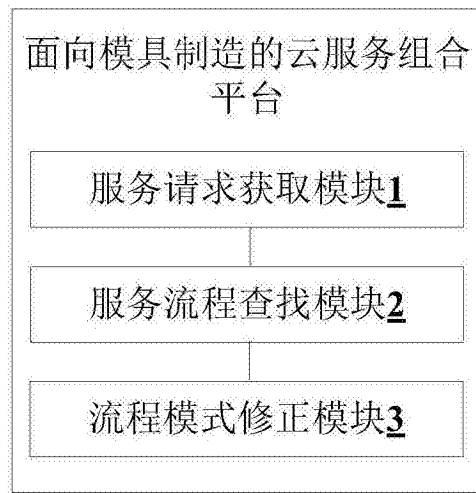 面向模具制造的云服务组合
平台
服务请求获取模块1
服务流程查找模块2
流程模式修正模块3